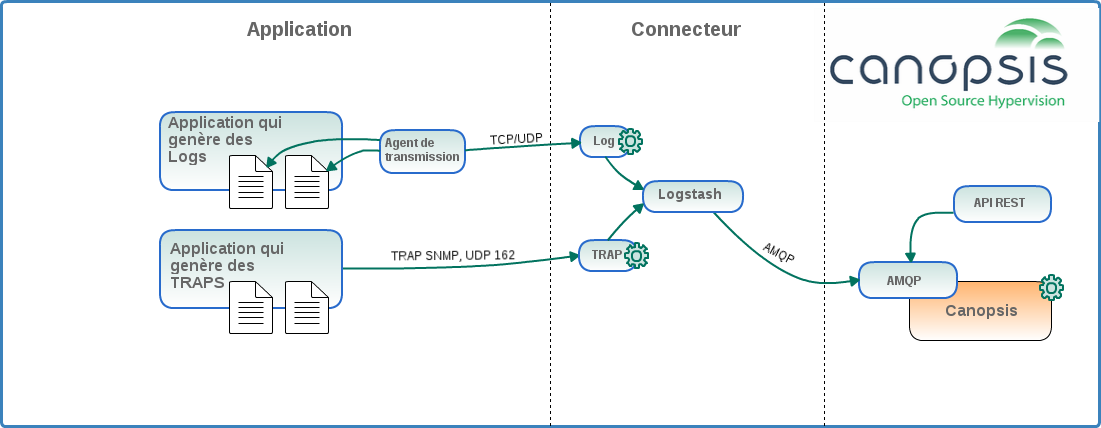 Application
Connecteur
canopsis
Open Source Hypervision
Application qui
genère des
Logs
Agent de
transmission
TCP/UDP
Log
Logstash
API REST
Application qui
genère des
TRAPS
TRAP SNMP, UDP 162
TRAP
AMQP
AMQP
Canopsis